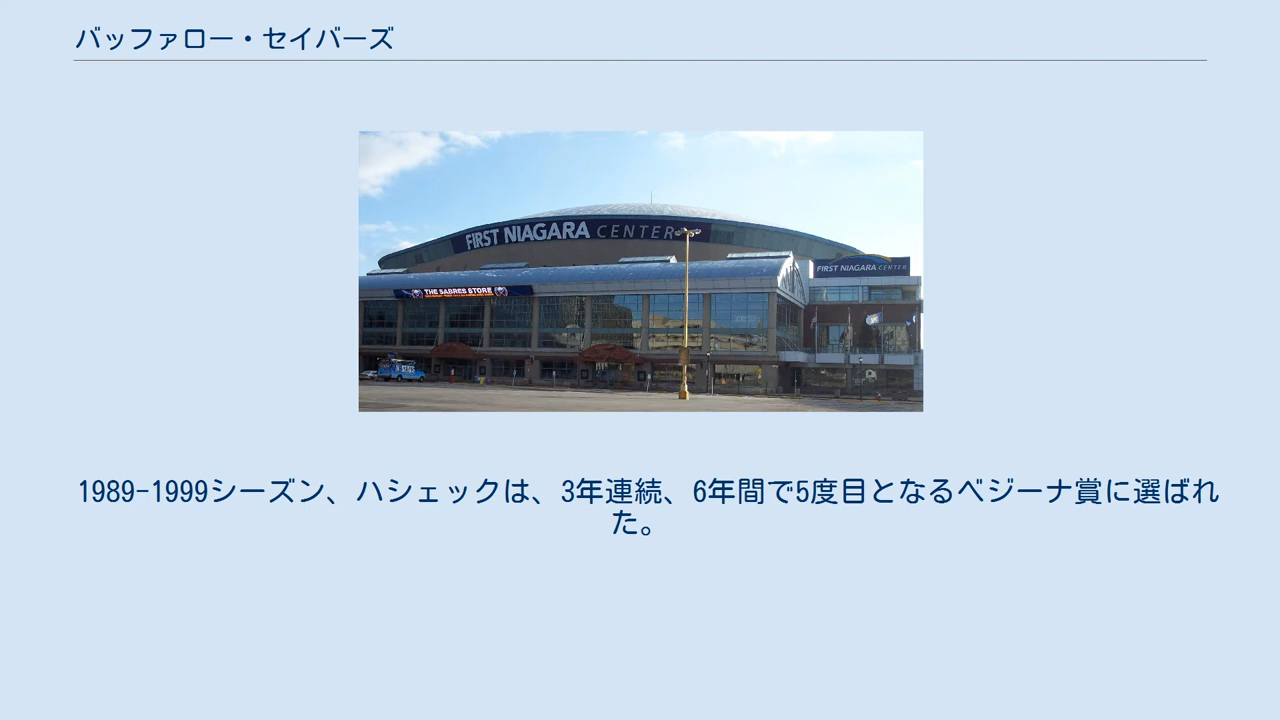 バッファロー・セイバーズ
FIRST NIAGARA CENTER
FIRST NIAGARA CENTER
THE SABRES STORE
1989-1999シーズン、ハシェックは、3年連続、6年間で5度目となるベジーナ賞に選ばれ
た。